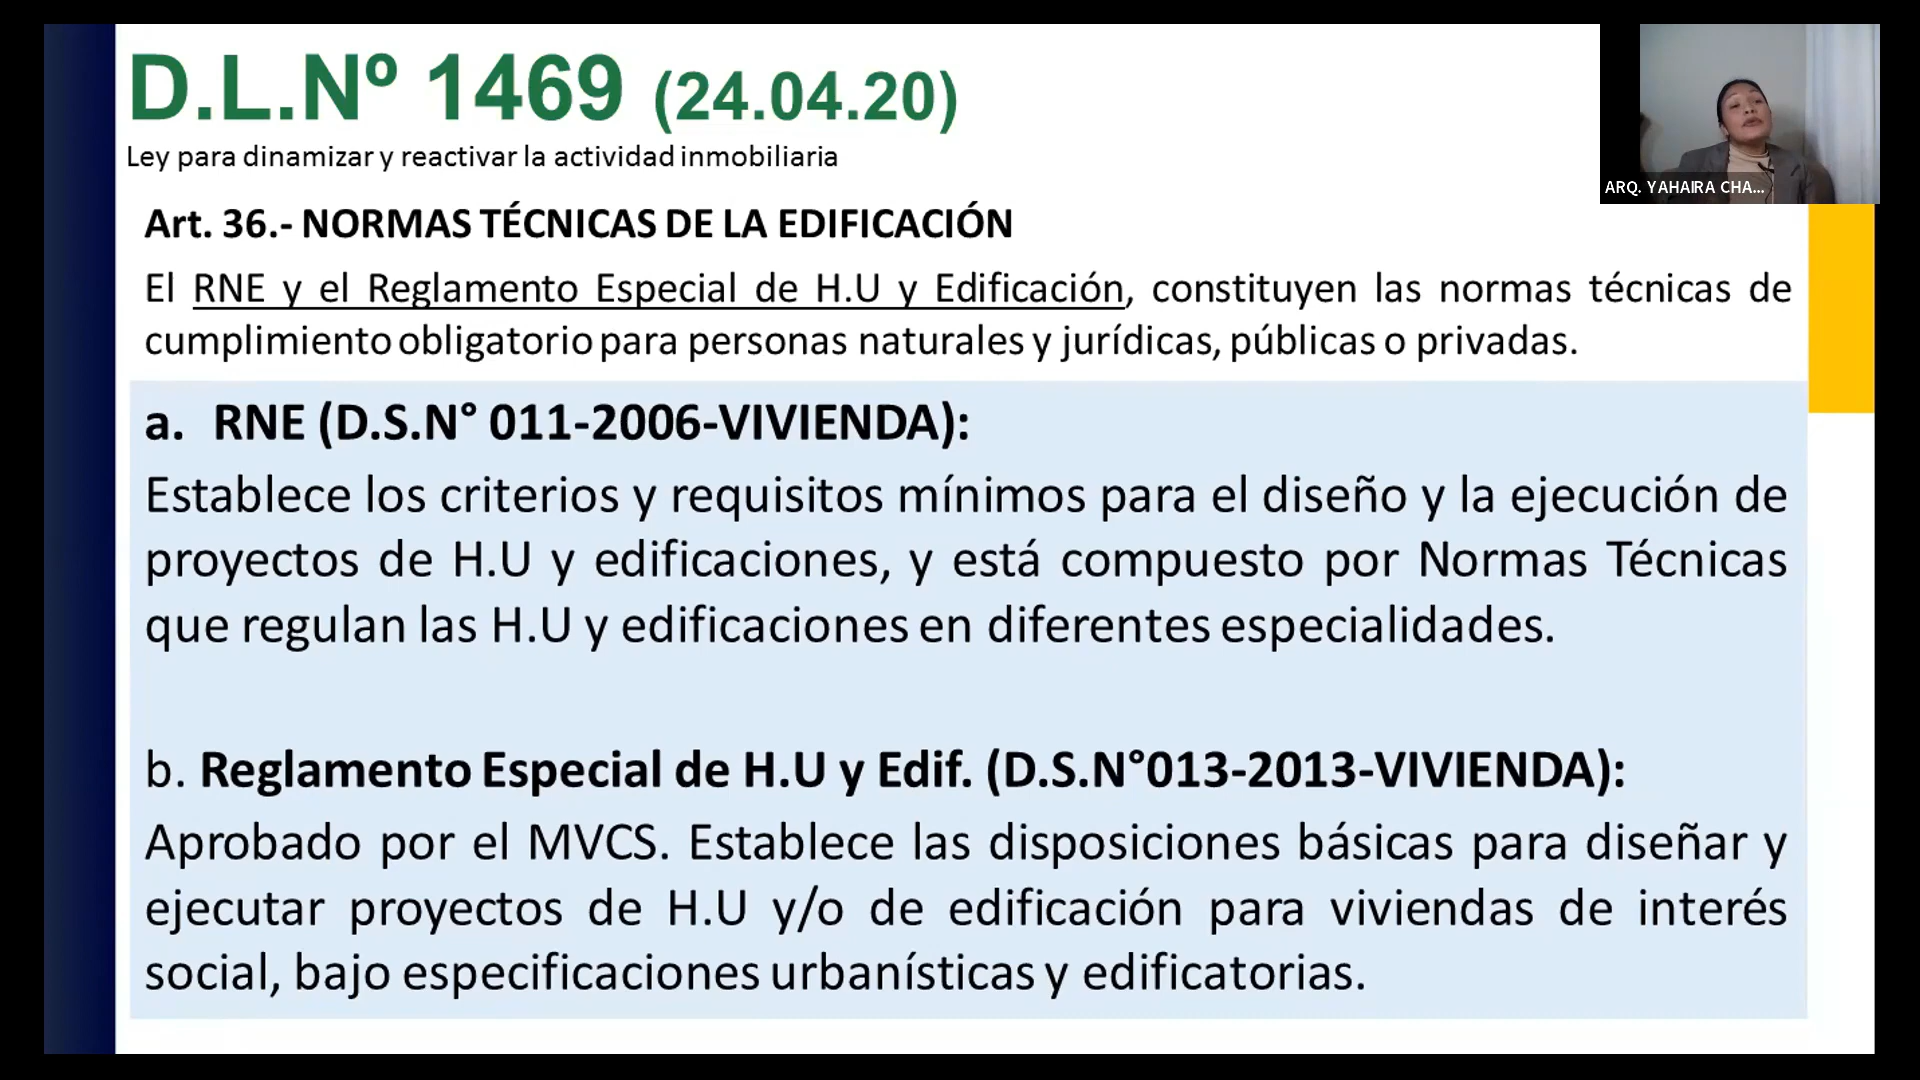 D.L.Nº 1469 (24.04.20)
Ley para dinamizar y reactivar la actividad inmobiliaria
ARQ. YAHAIRA CHA...
Art. 36.- NORMAS TÉCNICAS DE LA EDIFICACIÓN
El RNE y el Reglamento Especial de H.U y Edificación, constituyen las normas técnicas de
cumplimiento obligatorio para personas naturales y jurídicas, públicas o privadas.
a. RNE (D.S.N° 011-2006-VIVIENDA):
Establece los criterios y requisitos mínimos para el diseño y la ejecución de
proyectos de H.U y edificaciones, y está compuesto por Normas Técnicas
que regulan las H.U y edificaciones en diferentes especialidades.
b. Reglamento Especial de H.U y Edif. (D.S.N°013-2013-VIVIENDA):
Aprobado por el MVCS. Establece las disposiciones básicas para diseñar y
ejecutar proyectos de H.U y/o de edificación para viviendas de interés
social, bajo especificaciones urbanísticas y edificatorias.